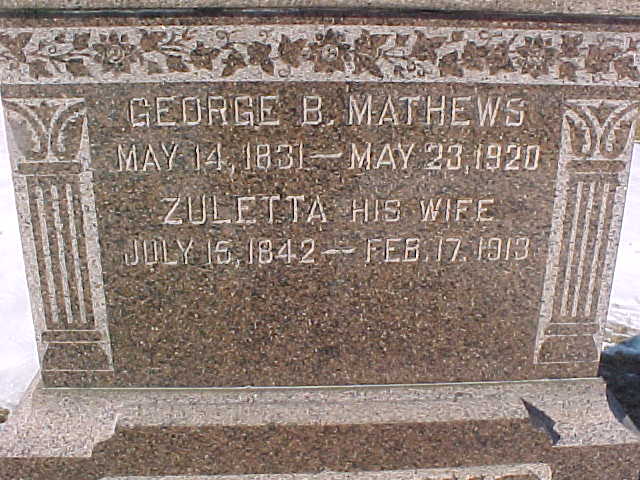 GEORGE B. MATHEWS
MAY 14, 1831 — MAY 23, 1920
ZULETTA HIS WIFE
JULY 15, 1842 — FEB. 17, 1913